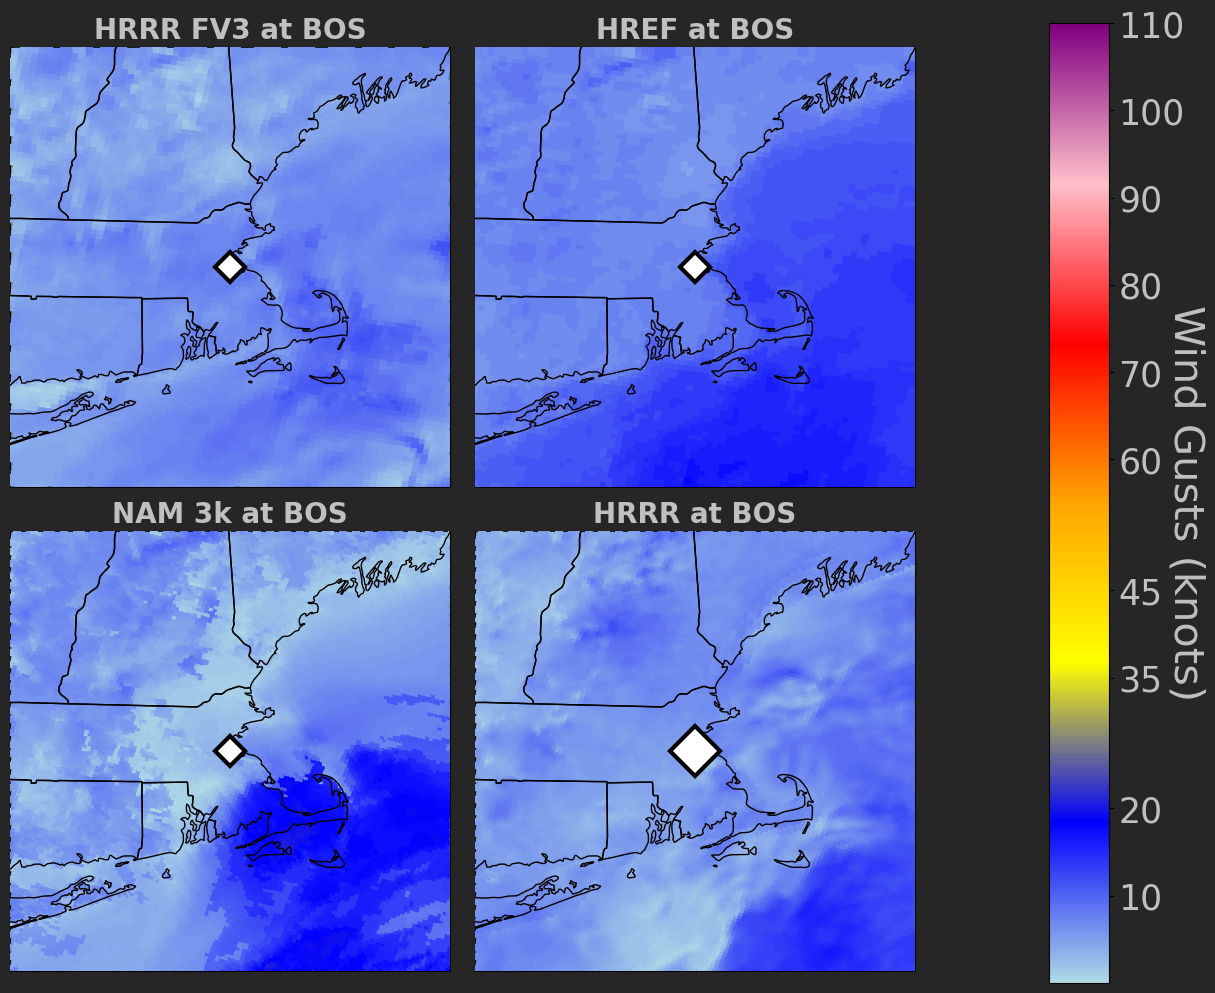 HRRR FV3 at BOS
HREF at BOS
NAM 3k at BOS
HRRR at BOS
110
100
90
80
70
60
45
35
20
10
Wind Gusts (knots)